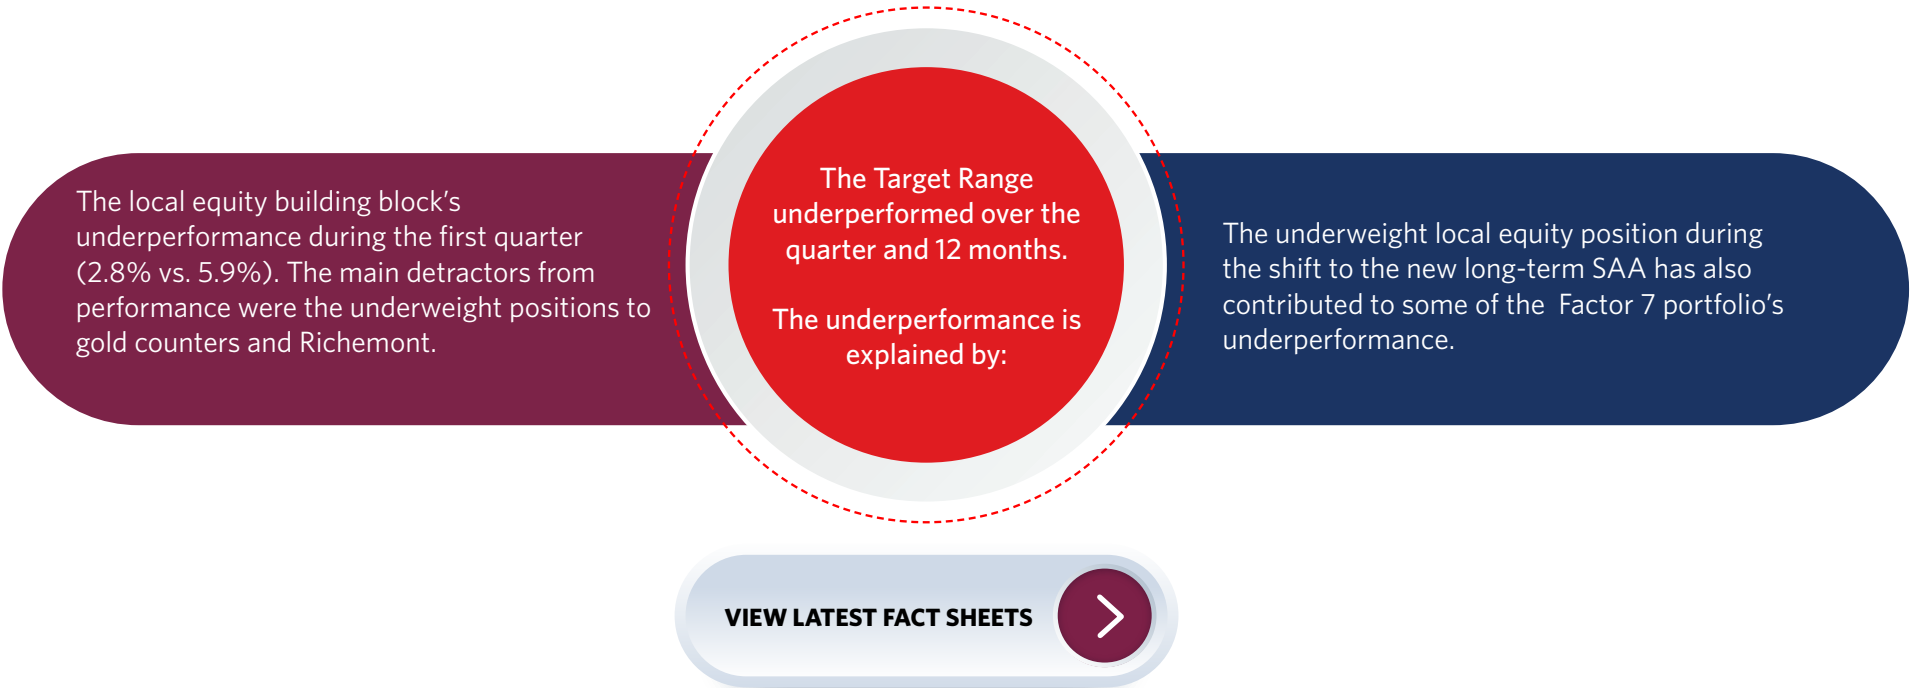 The local equity building block's
underperformance during the first quarter
(2.8% vs. 5.9%). The main detractors from
performance were the underweight positions to
gold counters and Richemont.
The Target Range
underperformed over the
quarter and 12 months.
The underperformance is
explained by:
The underweight local equity position during
the shift to the new long-term SAA has also
contributed to some of the Factor 7 portfolio's
underperformance.
VIEW LATEST FACT SHEETS